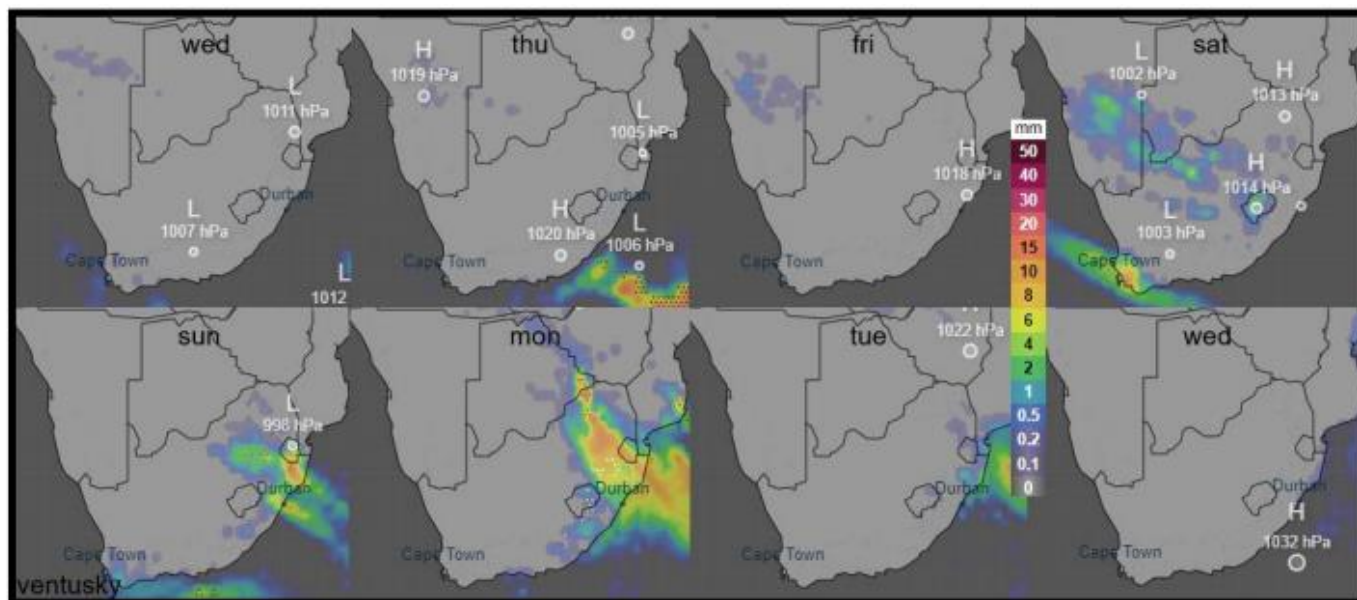 wed
L
1011 hPa
Durban
L
1007 hPa
Cape Town
L
1012
thu
H
1019 hPa
L
1005 hPa
Durban
H
1020 hPa
L
1006 hPa
Cape Town
fri
H
1018 hPa
mm
50
40
30
20
15
10
8
6
4
2
1
0.5
0.2
0.1
0
sat
L
1002 hPa
H
1013 hPa
H
1014 hPa
L
1003 hPa
Cape Town
sun
L
998 hPa
Durban
Cape Town
ventusky
mon
Durban
Cape Town
tue
1022 hPa
Durban
Cape Town
wed
Durban
H
1032 hPa
Cape Town